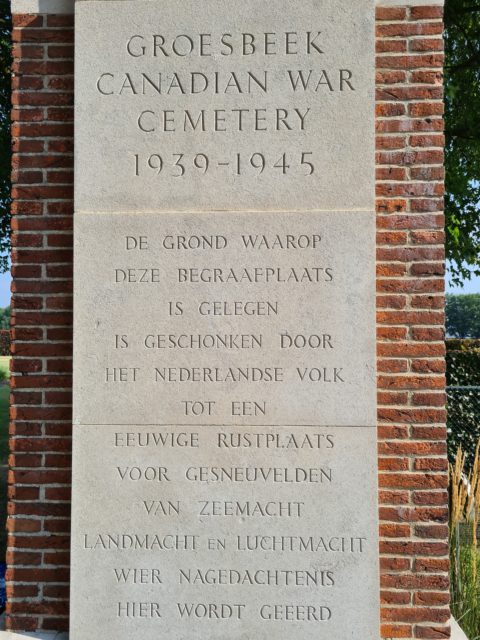 GROESBEEK
CANADIAN WAR
CEMETERY
1939-1945
DE GROND WAAROP
DEZE BEGRAAFPLAATS
IS GELEGEN
IS GESCHONKEN DOOR
HET NEDERLANDSE VOLK
TOT EEN
EEUWIGE RUSTPLAATS
VOOR GESNEUVELDEN
VAN ZEEMACHT
LANDMACHT EN LUCHTMACHT
WIER NAGEDACHTENIS
HIER WORDT GEEERD